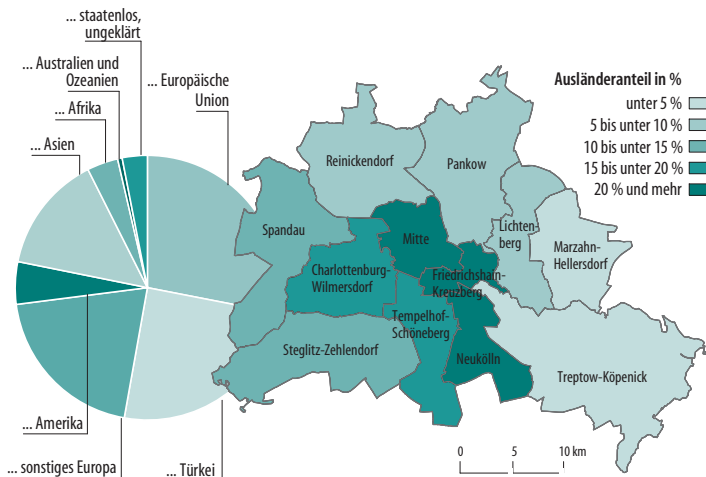 ... staatenlos,
ungeklärt
... Australien und
Ozeanien
... Afrika
... Asien
... Europäische
Union
... Amerika
... sonstiges Europa
... Türkei
Ausländeranteil in %
unter 5 %
5 bis unter 10 %
10 bis unter 15 %
15 bis unter 20 %
20 % und mehr
Reinickendorf
Pankow
Spandau
Mitte
Lichten-
berg
Marzahn-
Hellersdorf
Charlottenburg-
Wilmersdorf
Friedrichshain-
Kreuzberg
Tempelhof-
Schöneberg
Steglitz-Zehlendorf
Neukölln
Treptow-Köpenick
0 5 10 km